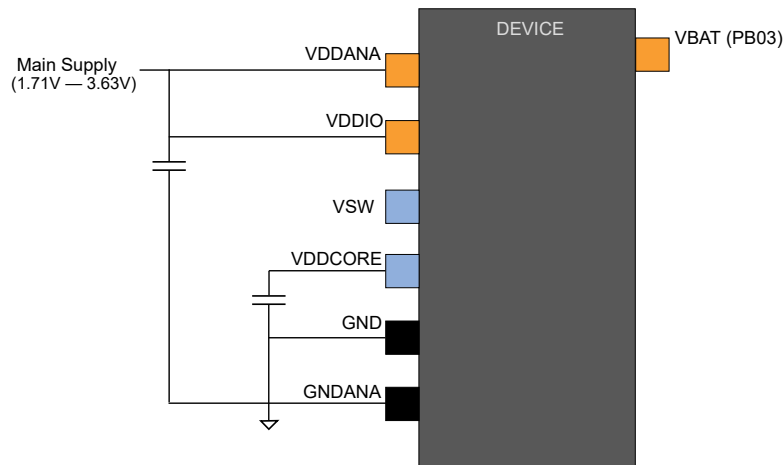 DEVICE
VBAT (PB03)
VDDANA
Main Supply
(1.71V — 3.63V)
VDDIO
VSW
VDDCORE
GND
GNDANA